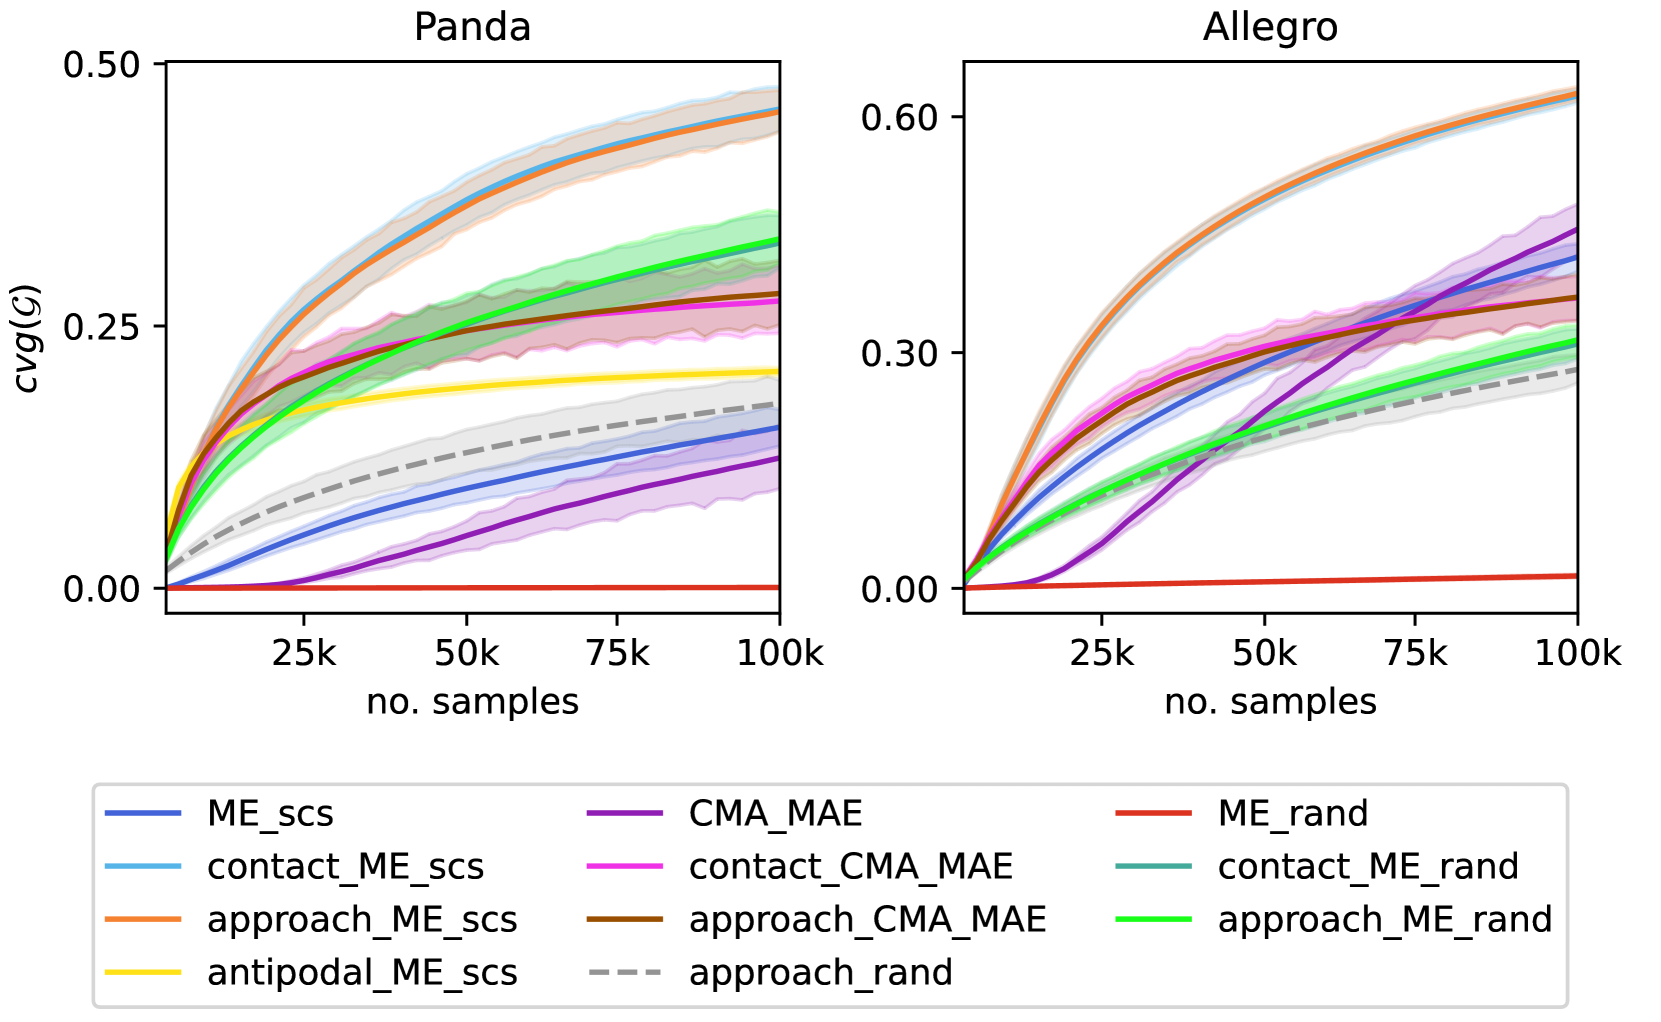 Panda
Allegro
cvg(𝒢)
0.50
0.25
0.00
0.60
0.30
0.00
25k 50k 75k 100k
25k 50k 75k 100k
no. samples
no. samples
ME_scs CMA_MAE ME_rand
contact_ME_scs contact_CMA_MAE contact_ME_rand
approach_ME_scs approach_CMA_MAE approach_ME_rand
antipodal_ME_scs approach_rand